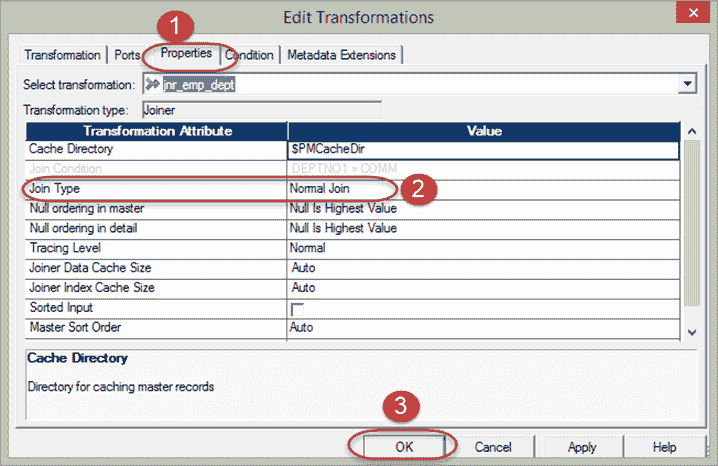 Edit Transformations
1
Transformation Ports Properties Condition Metadata Extensions
Select transformation: jnr_emp_dept
Transformation type: Joiner
Transformation Attribute Value
Cache Directory $PMCacheDir
Join Condition DEPTNO1 = COMM
Join Type Normal Join 2
Null ordering in master Null Is Highest Value
Null ordering in detail Null Is Highest Value
Tracing Level Normal
Joiner Data Cache Size Auto
Joiner Index Cache Size Auto
Sorted Input
Master Sort Order Auto
Cache Directory
Directory for caching master records
3
OK Cancel Apply Help